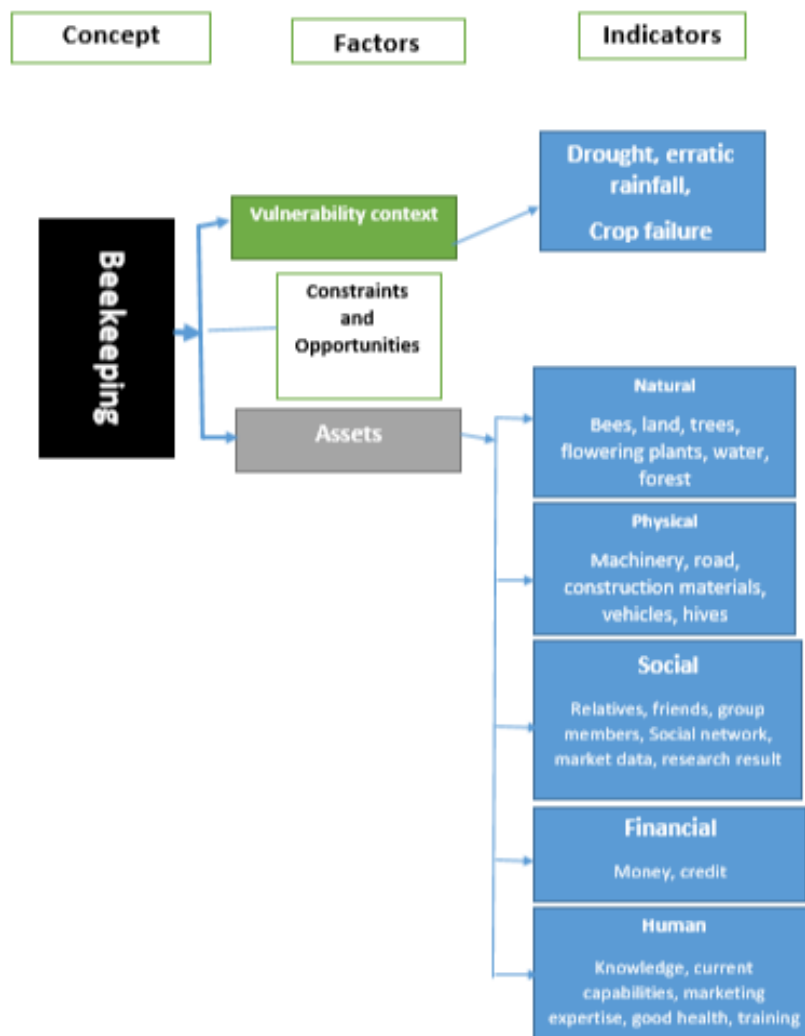 Concept
Factors
Indicators
Beekeeping
Vulnerability context
Drought, erratic
rainfall,
Crop failure
Constraints
and
Opportunities
Assets
Natural
Bees, land, trees,
flowering plants, water,
forest
Physical
Machinery, road,
construction materials,
vehicles, hives
Social
Relatives, friends, group
members, Social network,
market data, research result
Financial
Money, credit
Human
Knowledge, current
capabilities, marketing
expertise, good health, training